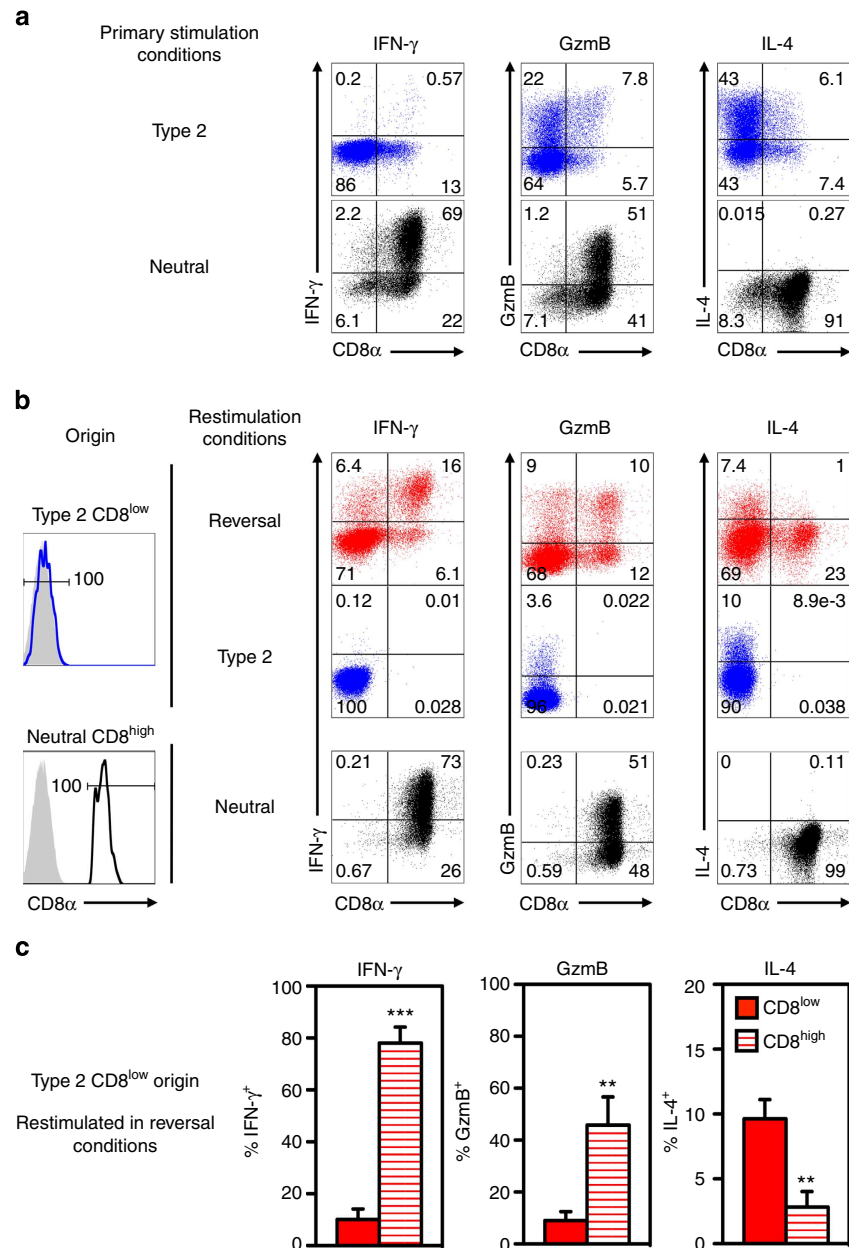 a
Primary stimulation
conditions
IFN-γ
GzmB
IL-4
Type 2
0.2 0.57
86 13
22 7.8
64 5.7
43 6.1
43 7.4
Neutral
2.2 69
6.1 22
1.2 51
7.1 41
0.015 0.27
8.3 91
IFN-γ
GzmB
IL-4
CD8α
CD8α
CD8α
b
Origin
Restimulation
conditions
IFN-γ
GzmB
IL-4
Type 2 CD8low
100
Reversal
6.4 16
71 6.1
9 10
68 12
7.4 1
69 23
Type 2
0.12 0.01
100 0.028
3.6 0.022
96 0.021
10 8.9e-3
90 0.038
Neutral CD8high
100
CD8α
Neutral
0.21 73
0.67 26
0.23 51
0.59 48
0 0.11
0.73 99
IFN-γ
GzmB
IL-4
CD8α
CD8α
CD8α
c
Type 2 CD8low origin
Restimulated in reversal
conditions
IFN-γ
% IFN-γ+
100
80
60
40
20
0
***
GzmB
% GzmB+
100
80
60
40
20
0
**
IL-4
% IL-4+
20
15
10
5
0
**
CD8low
CD8high